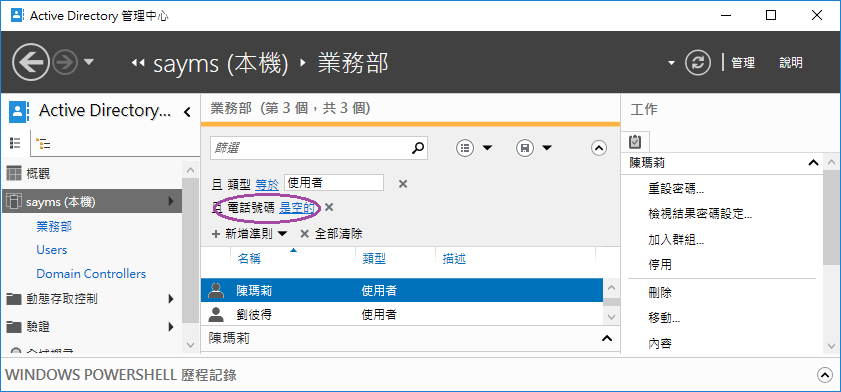 Active Directory 管理中心
sayms (本機) 業務部
管理 說明
Active Directory...
概觀
sayms (本機)
業務部
Users
Domain Controllers
動態存取控制
驗證
業務部 (第 3 個，共 3 個)
篩選
且 類型 等於 使用者
且 電話號碼 是空的
新增準則 全部清除
名稱 類型 描述
陳瑪莉 使用者
劉彼得 使用者
陳瑪莉
工作
陳瑪莉
重設密碼...
檢視結果密碼設定...
加入群組...
停用
刪除
移動...
內容
WINDOWS POWERSHELL 歷程記錄